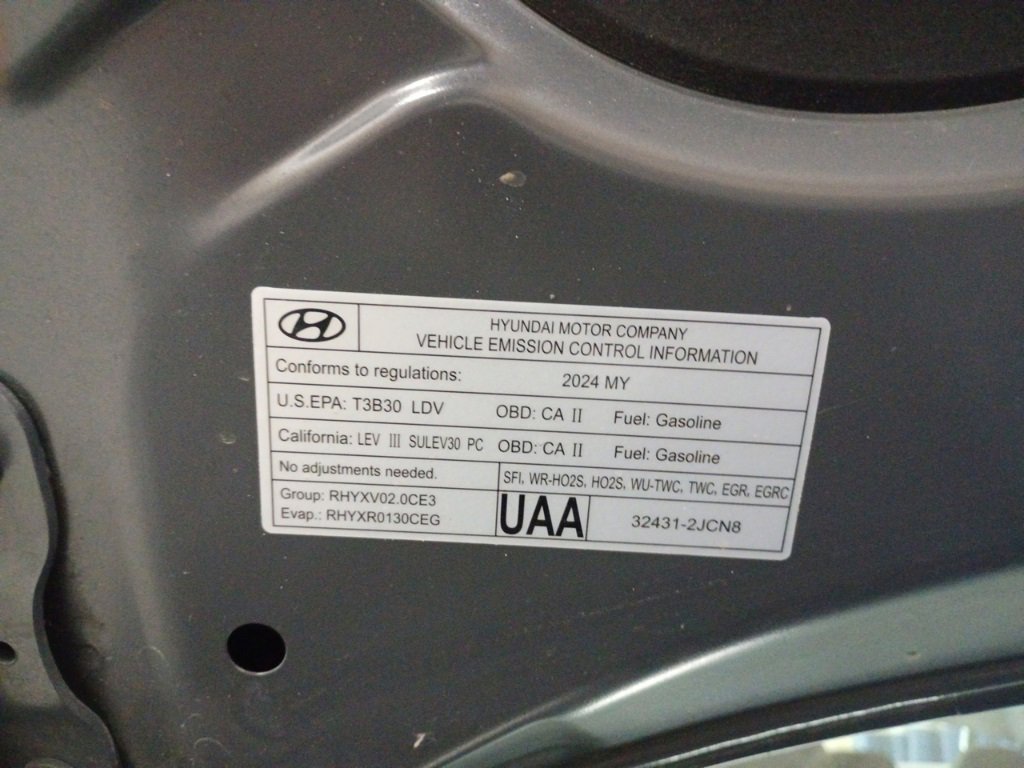 HYUNDAI MOTOR COMPANY
VEHICLE EMISSION CONTROL INFORMATION
Conforms to regulations: 2024 MY
U.S.EPA: T3B30 LDV OBD: CA II Fuel: Gasoline
California: LEV III SULEV30 PC OBD: CA II Fuel: Gasoline
No adjustments needed. SFI, WR-HO2S, HO2S, WU-TWC, TWC, EGR, EGRC
Group: RHYXV02.0CE3
Evap.: RHYXR0130CEG
UAA 32431-2JCN8